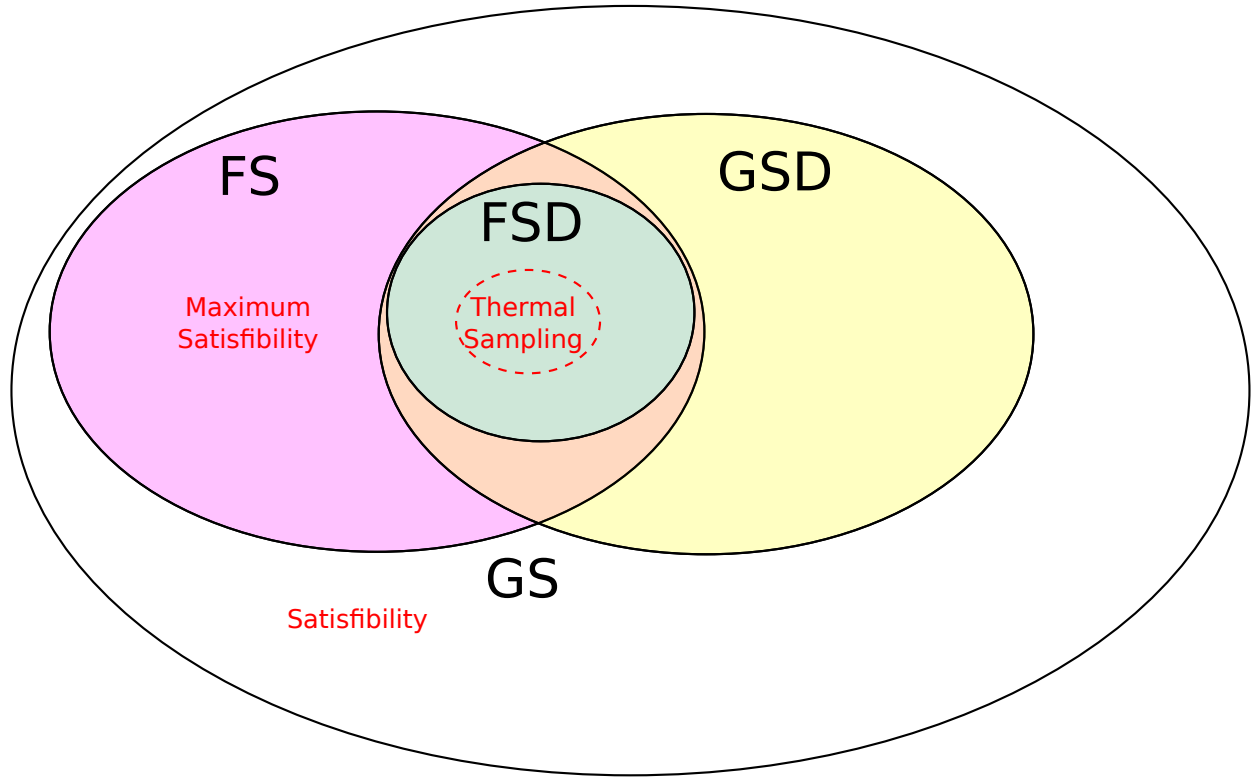 FS
GSD
FSD
Maximum
Satisfibility
Thermal
Sampling
GS
Satisfibility